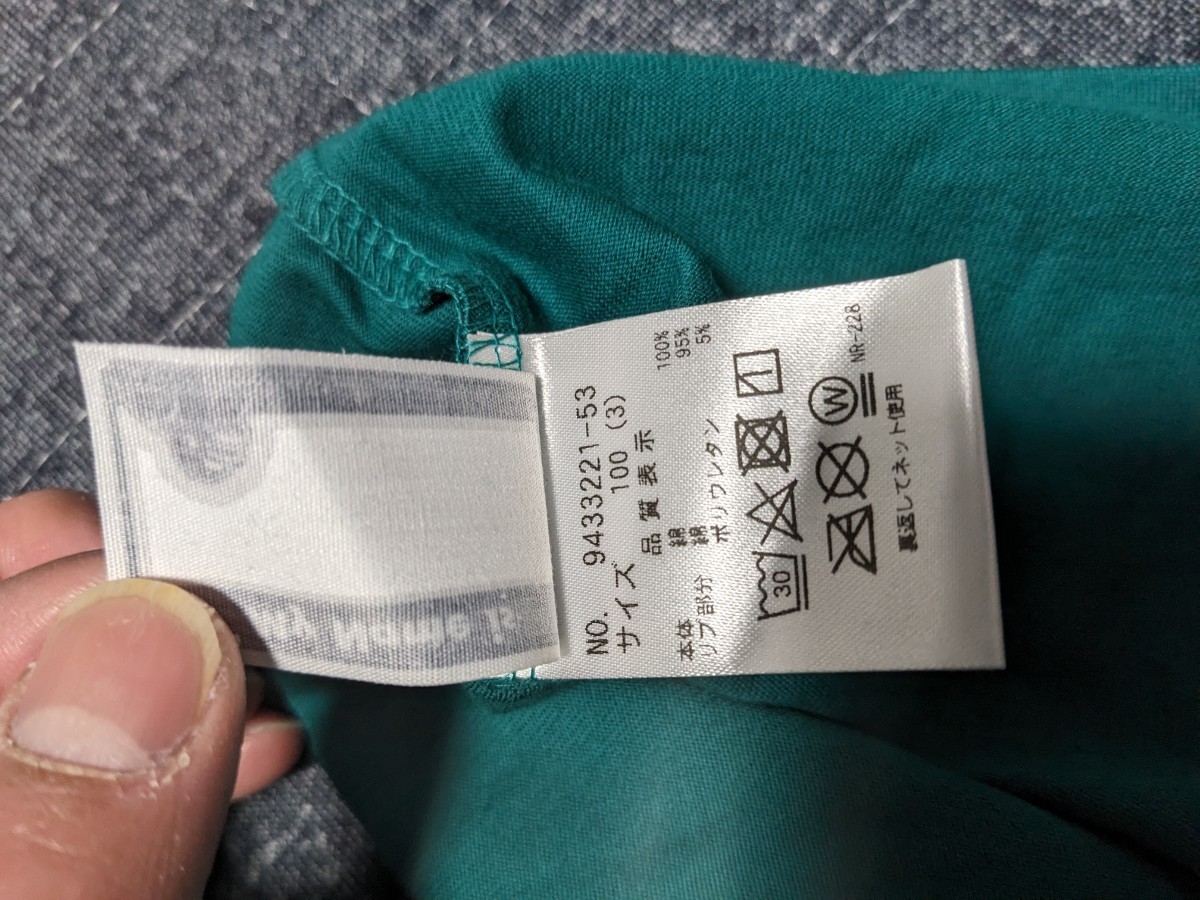 NO. 9433221-53
サイズ 100 (3)
品質表示
本体 綿 100%
リブ部分 綿 95%
ポリウレタン 5%
30
W
NR-228
裏返してネット使用